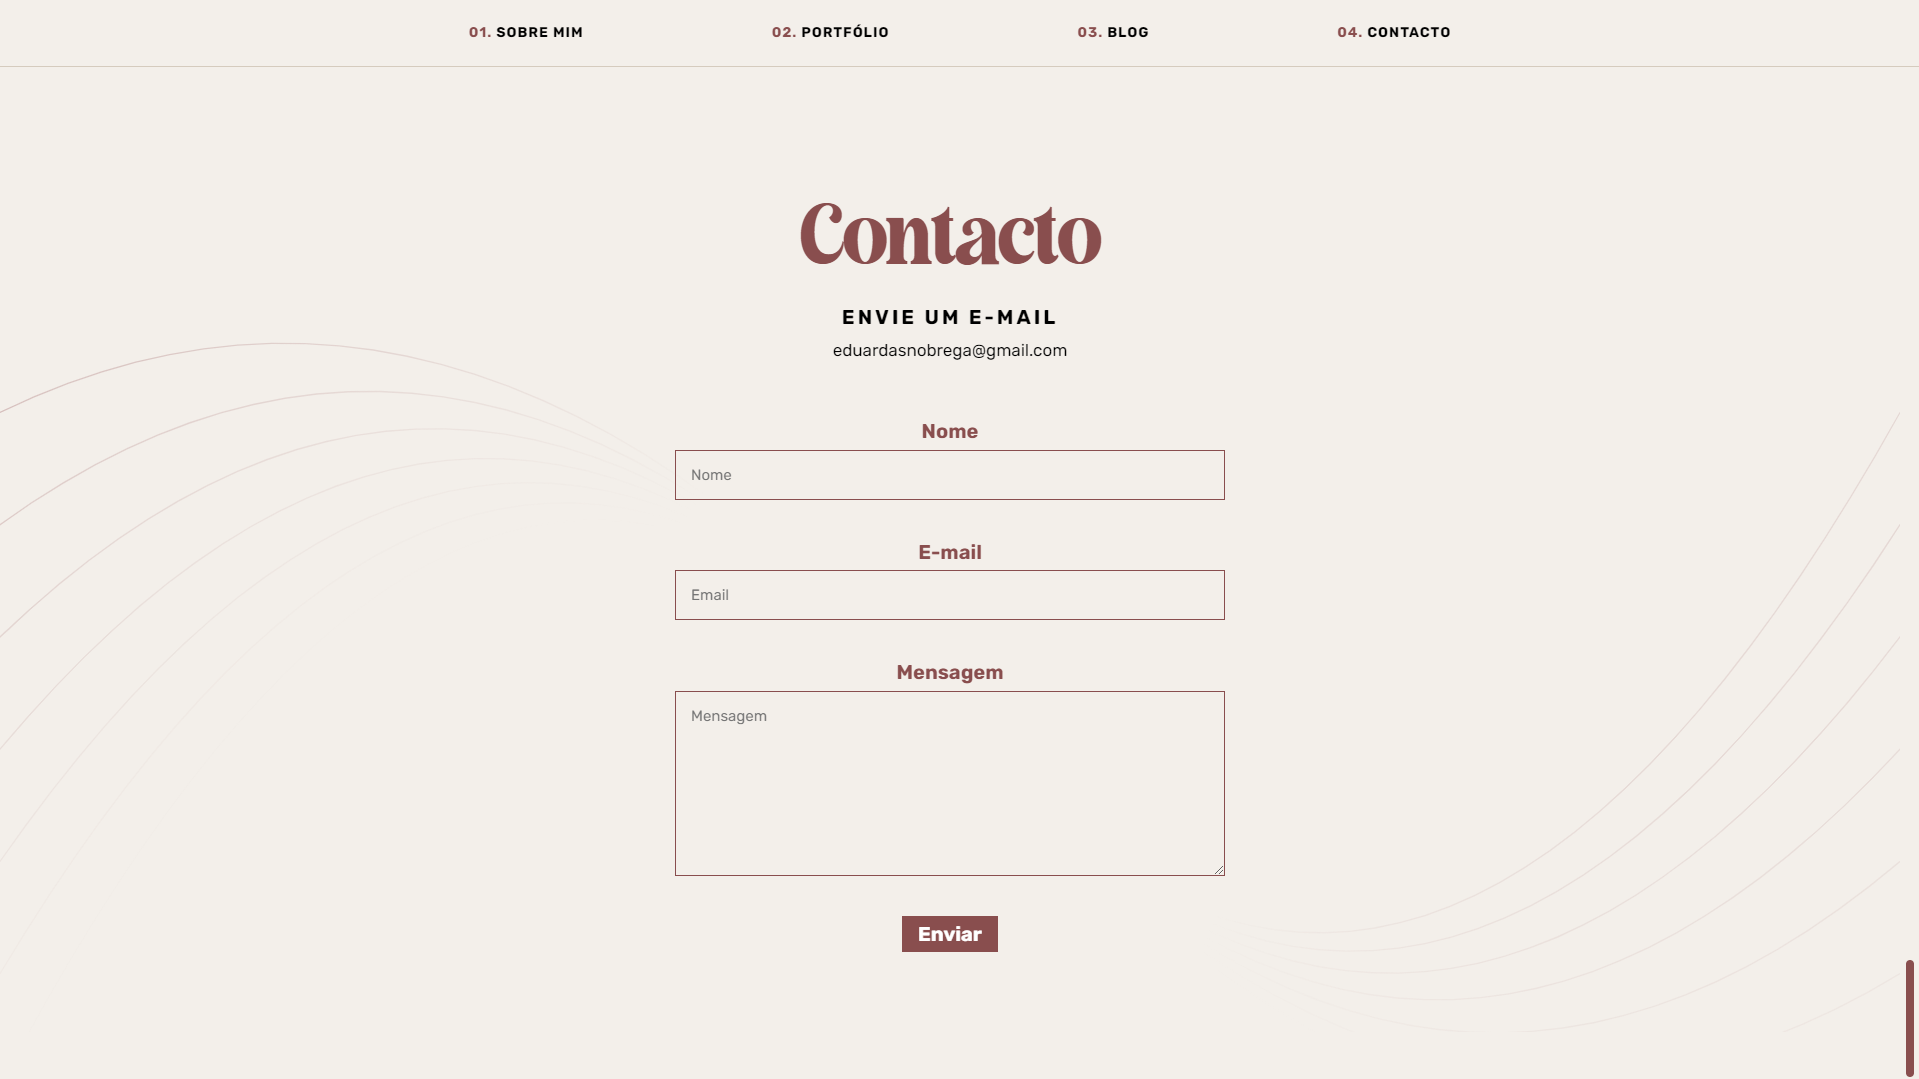 01. SOBRE MIM
02. PORTFÓLIO
03. BLOG
04. CONTACTO
Contacto
ENVIE UM E-MAIL
eduardasnobrega@gmail.com
Nome
Nome
E-mail
Email
Mensagem
Mensagem
Enviar